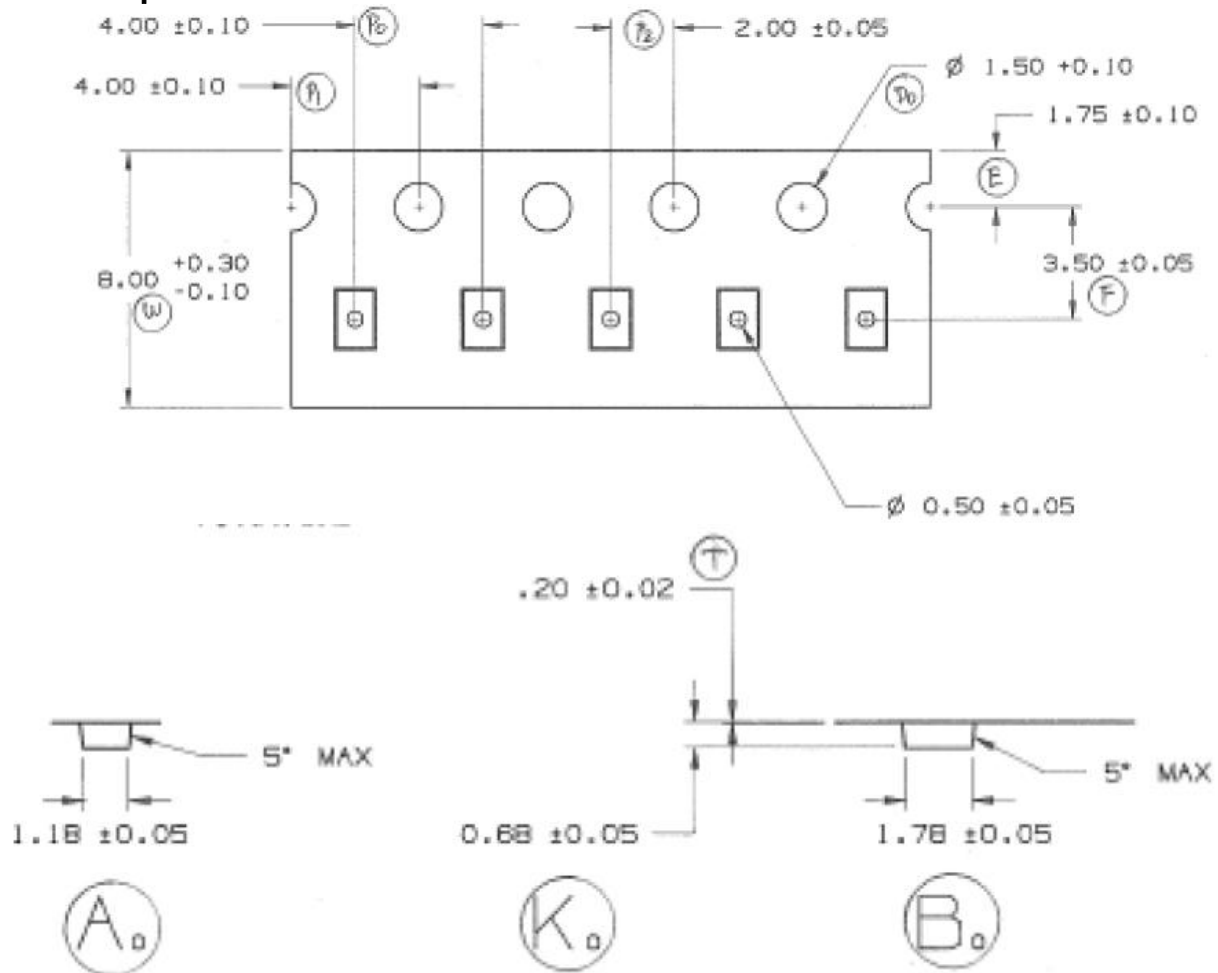 4.00 ±0.10 P0 P2 2.00 ±0.05
4.00 ±0.10 P1
ø 1.50 +0.10
D0
1.75 ±0.10
E
8.00 +0.30 -0.10
W
3.50 ±0.05
F
ø 0.50 ±0.05
T
.20 ±0.02
5° MAX
5° MAX
1.18 ±0.05
0.68 ±0.05
1.78 ±0.05
A0
K0
B0